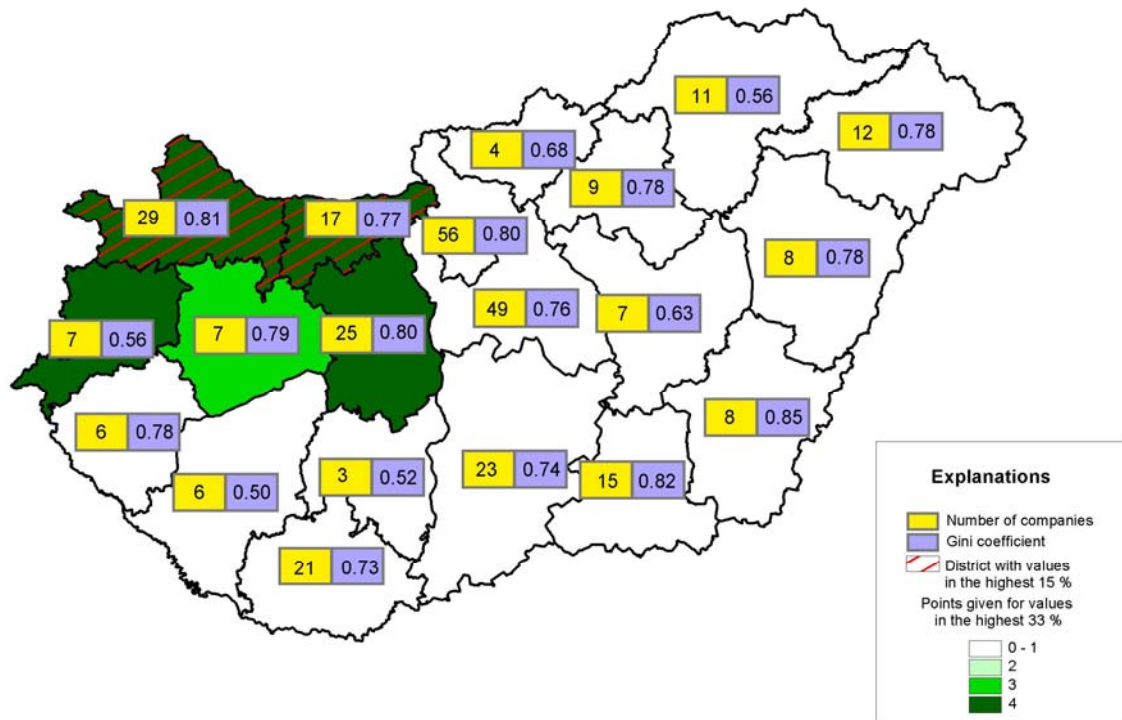 11 0.56
12 0.78
4 0.68
9 0.78
29 0.81
17 0.77
56 0.80
8 0.78
49 0.76
7 0.63
7 0.56
7 0.79
25 0.80
8 0.85
6 0.78
3 0.52
23 0.74
15 0.82
6 0.50
21 0.73
Explanations
Number of companies
Gini coefficient
District with values
in the highest 15 %
Points given for values
in the highest 33 %
0 - 1
2
3
4